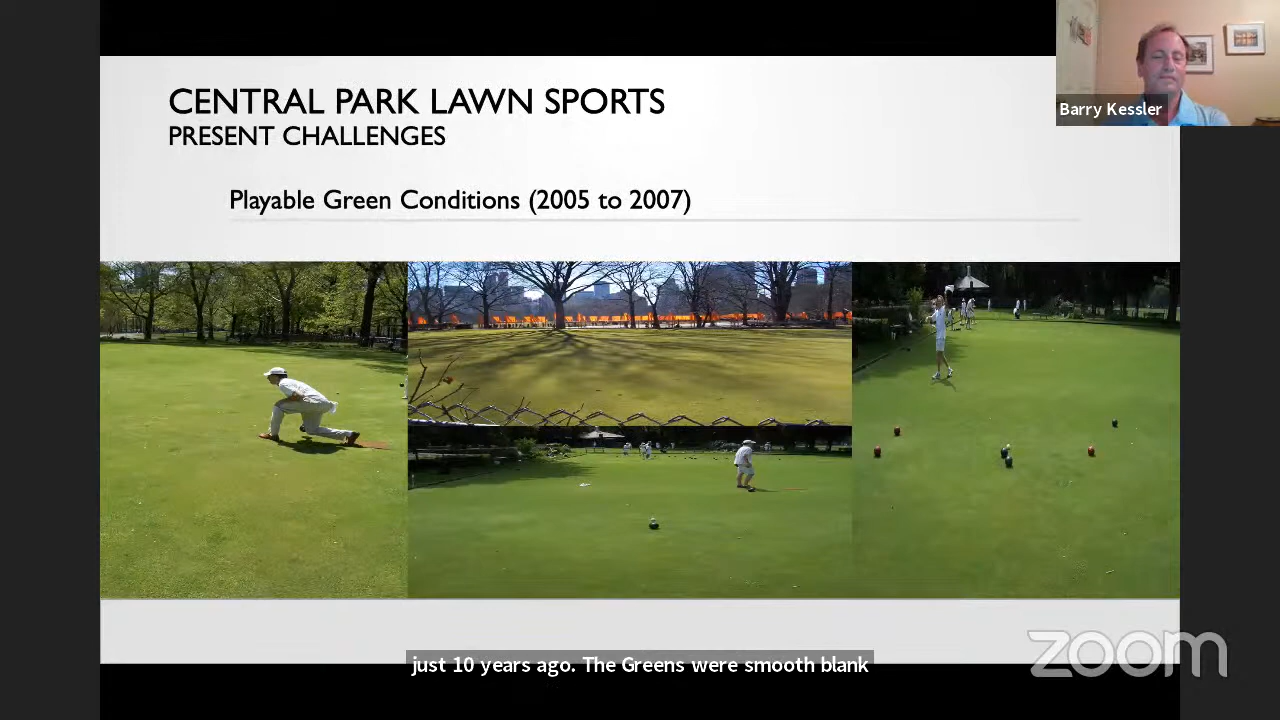 CENTRAL PARK LAWN SPORTS
PRESENT CHALLENGES
Barry Kessler
Playable Green Conditions (2005 to 2007)
just 10 years ago. The Greens were smooth blank
zoom